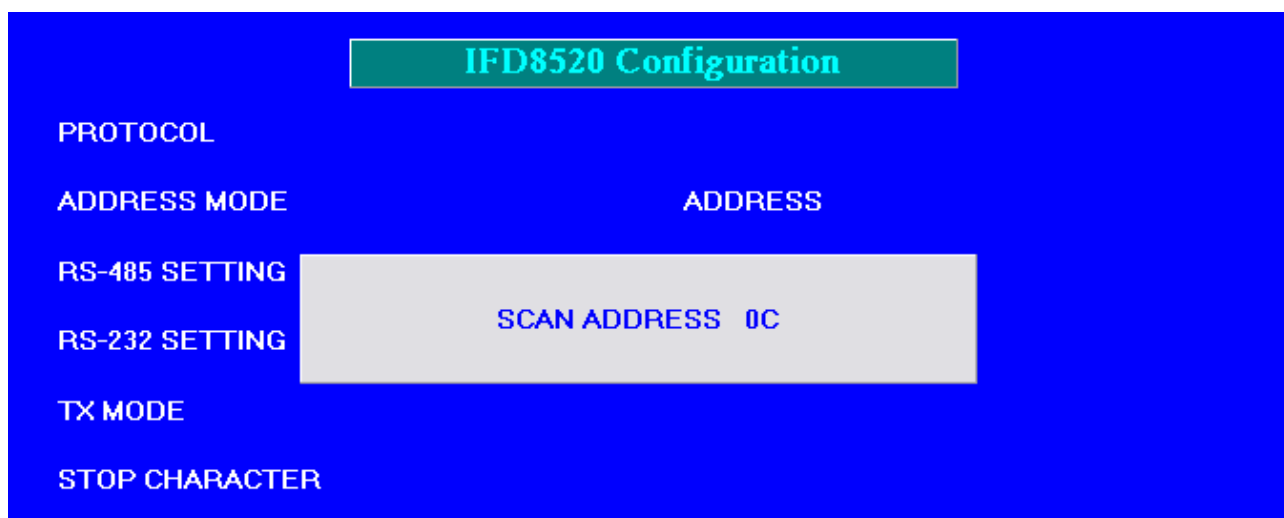 IFD8520 Configuration
PROTOCOL
ADDRESS MODE ADDRESS
RS-485 SETTING
SCAN ADDRESS 0C
RS-232 SETTING
TX MODE
STOP CHARACTER